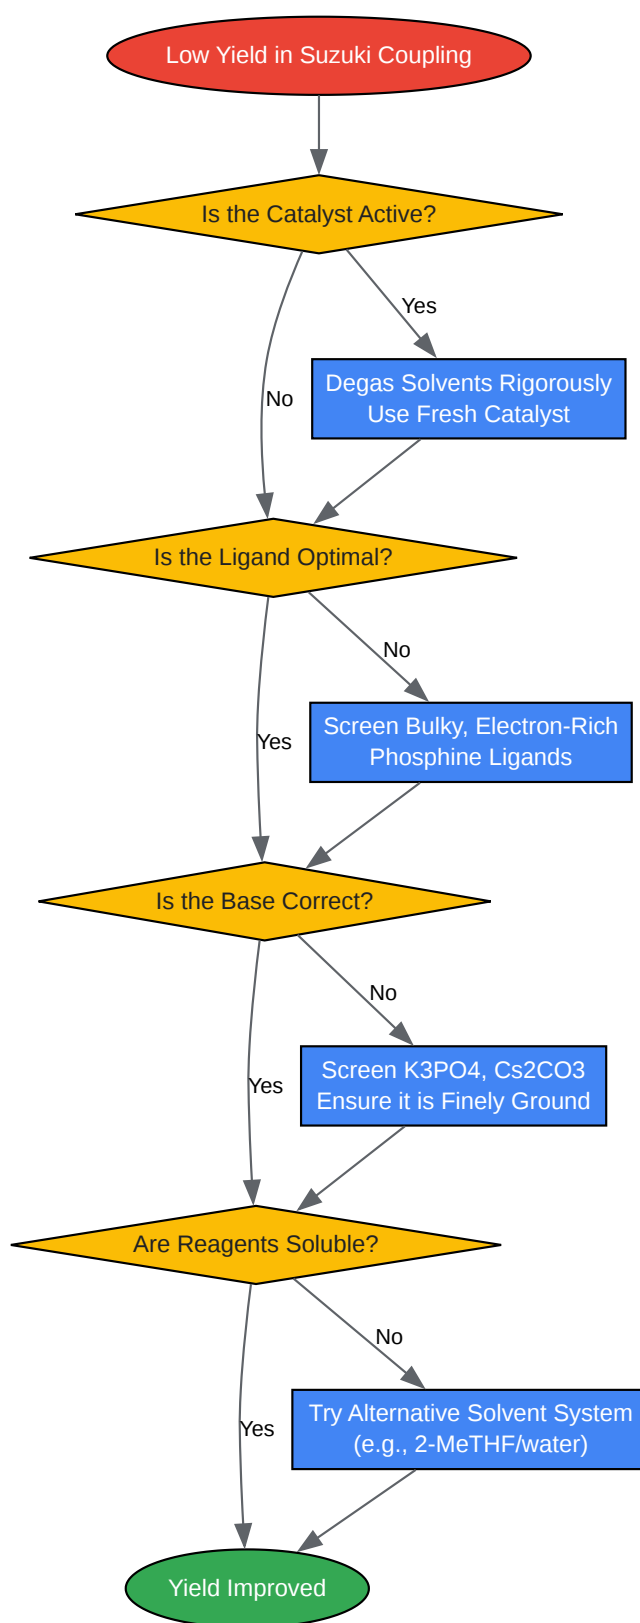 Low Yield in Suzuki Coupling
Is the Catalyst Active?
Yes
Degas Solvents Rigorously
Use Fresh Catalyst
No
Is the Ligand Optimal?
No
Screen Bulky, Electron-Rich
Phosphine Ligands
Yes
Is the Base Correct?
No
Screen K3PO4, Cs2CO3
Ensure it is Finely Ground
Yes
Are Reagents Soluble?
No
Try Alternative Solvent System
(e.g., 2-MeTHF/water)
Yes
Yield Improved